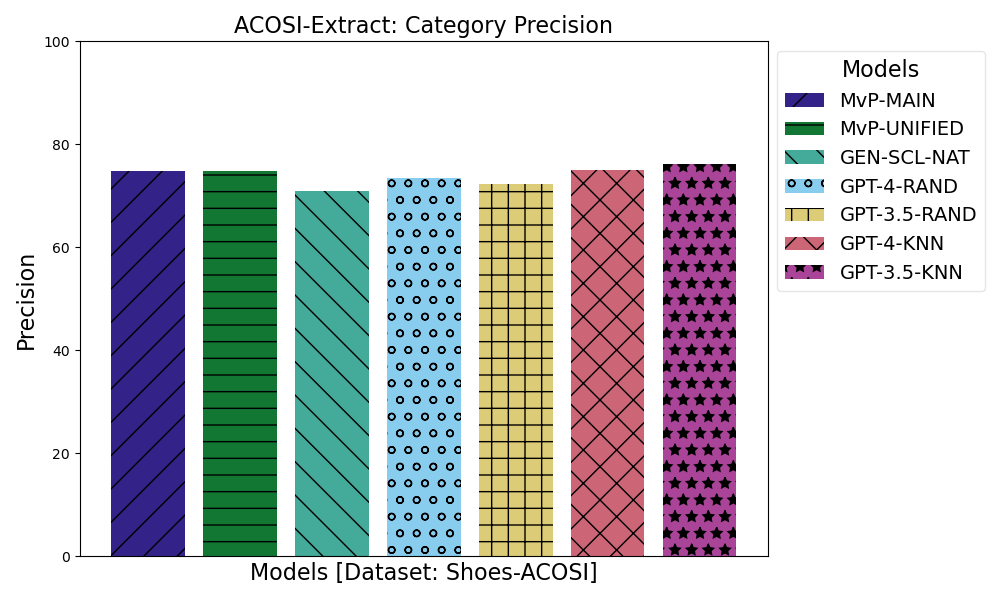 ACOSI-Extract: Category Precision
100
80
60
40
20
0
Precision
Models [Dataset: Shoes-ACOSI]
Models
MvP-MAIN
MvP-UNIFIED
GEN-SCL-NAT
GPT-4-RAND
GPT-3.5-RAND
GPT-4-KNN
GPT-3.5-KNN